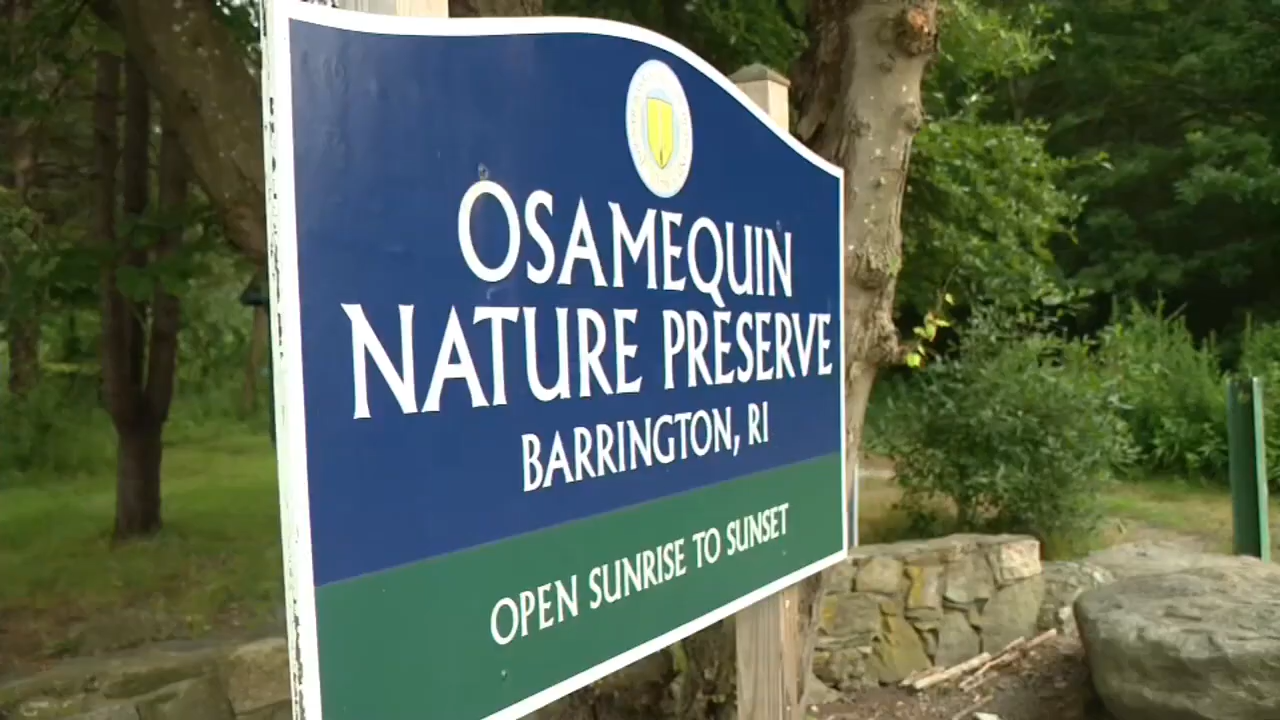 OSAMEQUIN
NATURE PRESERVE
BARRINGTON, RI
OPEN SUNRISE TO SUNSET